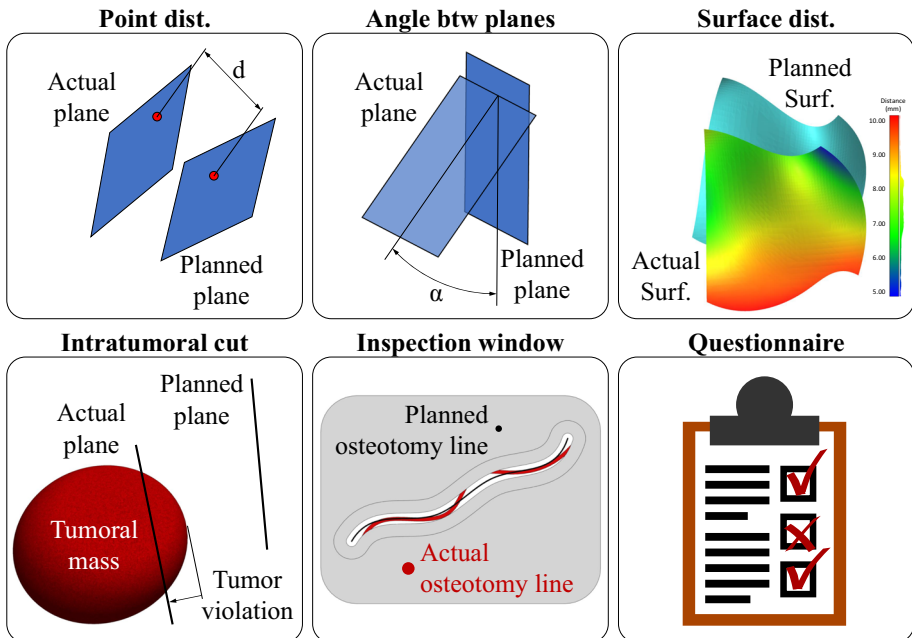 Point dist.
Actual
plane
d
Planned
plane
Angle btw planes
Actual
plane
α
Planned
plane
Surface dist.
Planned
Surf.
Distance
(mm)
10.00
9.00
8.00
7.00
6.00
5.00
Actual
Surf.
Intratumoral cut
Planned
plane
Actual
plane
Tumoral
mass
Tumor
violation
Inspection window
Planned
osteotomy line
Actual
osteotomy line
Questionnaire